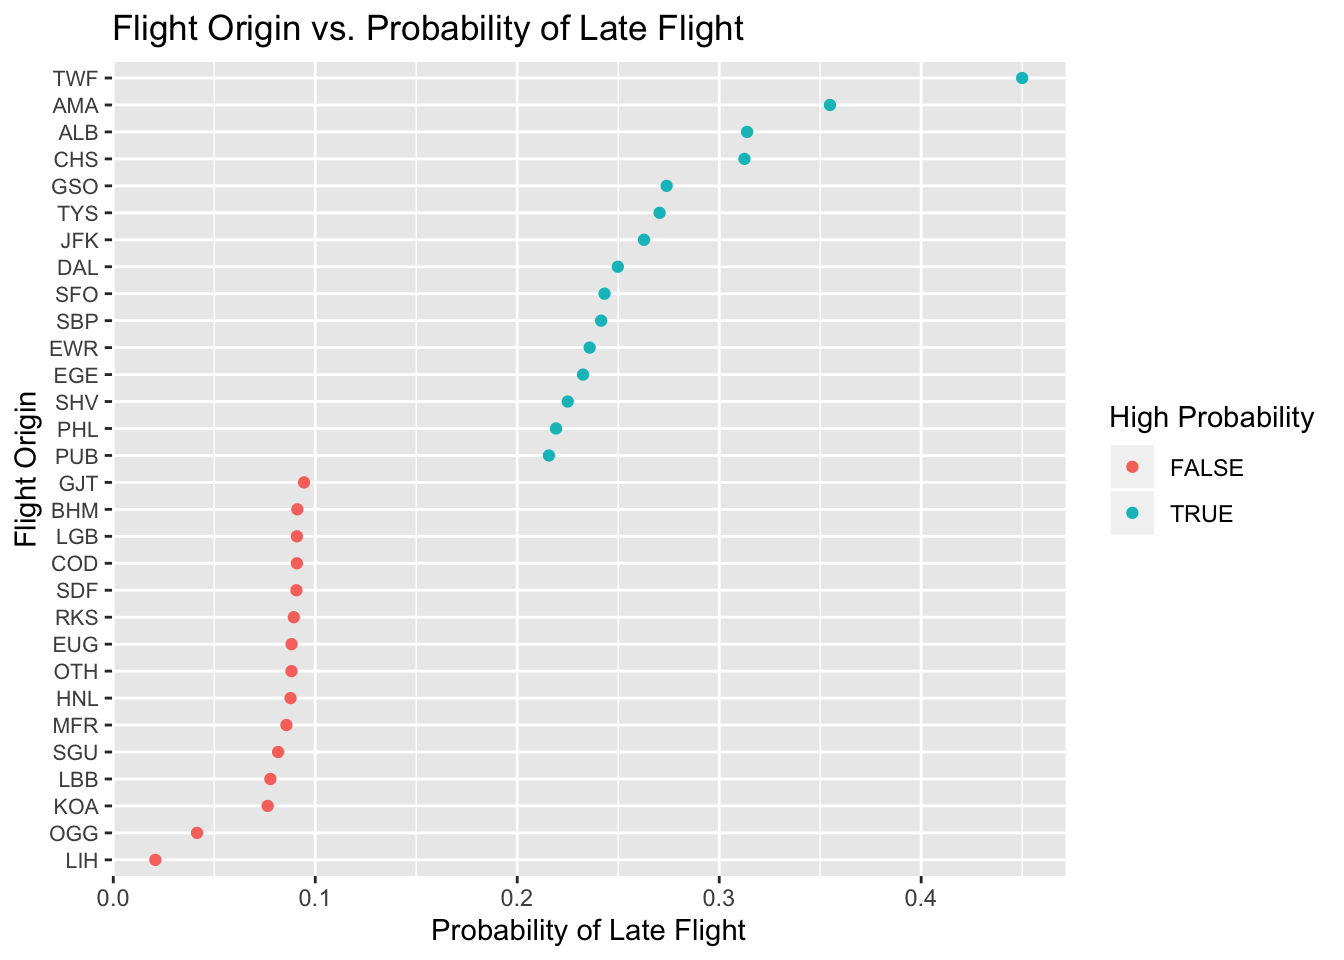 Flight Origin vs. Probability of Late Flight
TWF
AMA
ALB
CHS
GSO
TYS
JFK
DAL
SFO
SBP
EWR
EGE
SHV
PHL
PUB
GJT
BHM
LGB
COD
SDF
RKS
EUG
OTH
HNL
MFR
SGU
LBB
KOA
OGG
LIH
Flight Origin
0.0 0.1 0.2 0.3 0.4
Probability of Late Flight
High Probability
FALSE
TRUE